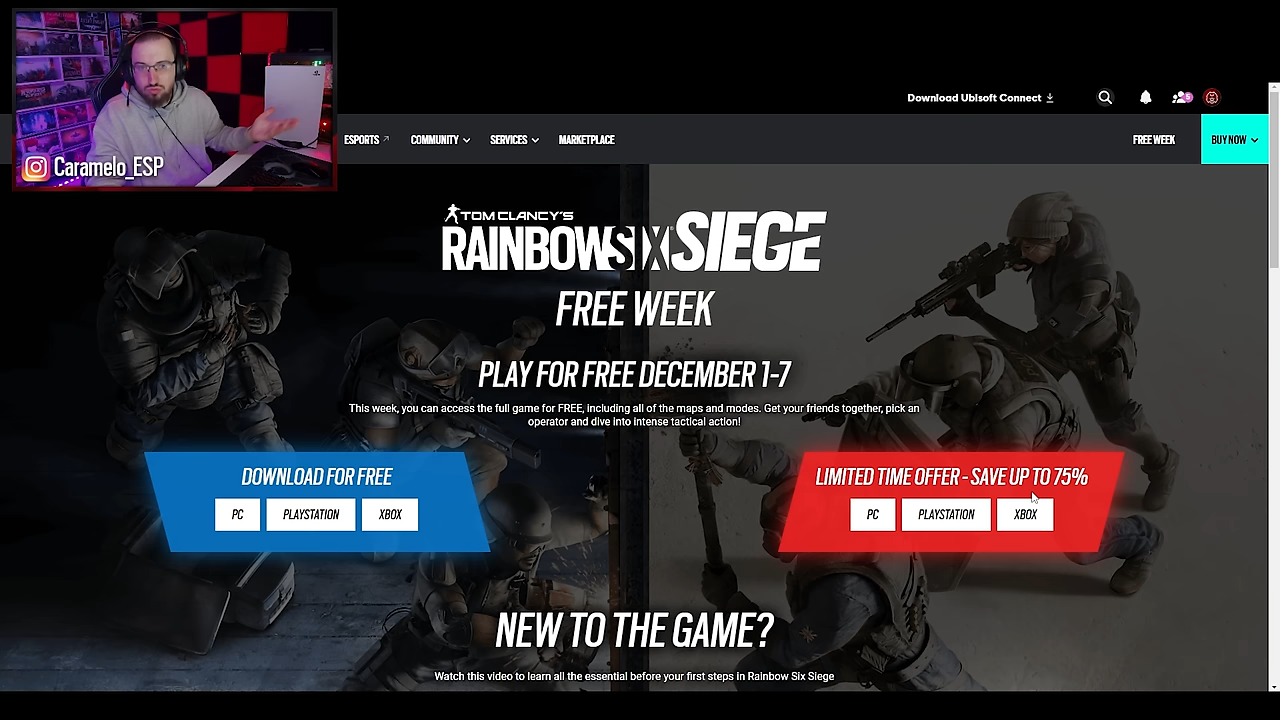 Caramelo_ESP
Download Ubisoft Connect
5
ESPORTS
COMMUNITY
SERVICES
MARKETPLACE
FREE WEEK
BUY NOW
TOM CLANCY'S
RAINBOWSIX SIEGE
FREE WEEK
PLAY FOR FREE DECEMBER 1-7
This week, you can access the full game for FREE, including all of the maps and modes. Get your friends together, pick an
operator and dive into intense tactical action!
DOWNLOAD FOR FREE
PC PLAYSTATION XBOX
LIMITED TIME OFFER - SAVE UP TO 75%
PC PLAYSTATION XBOX
NEW TO THE GAME?
Watch this video to learn all the essential before your first steps in Rainbow Six Siege